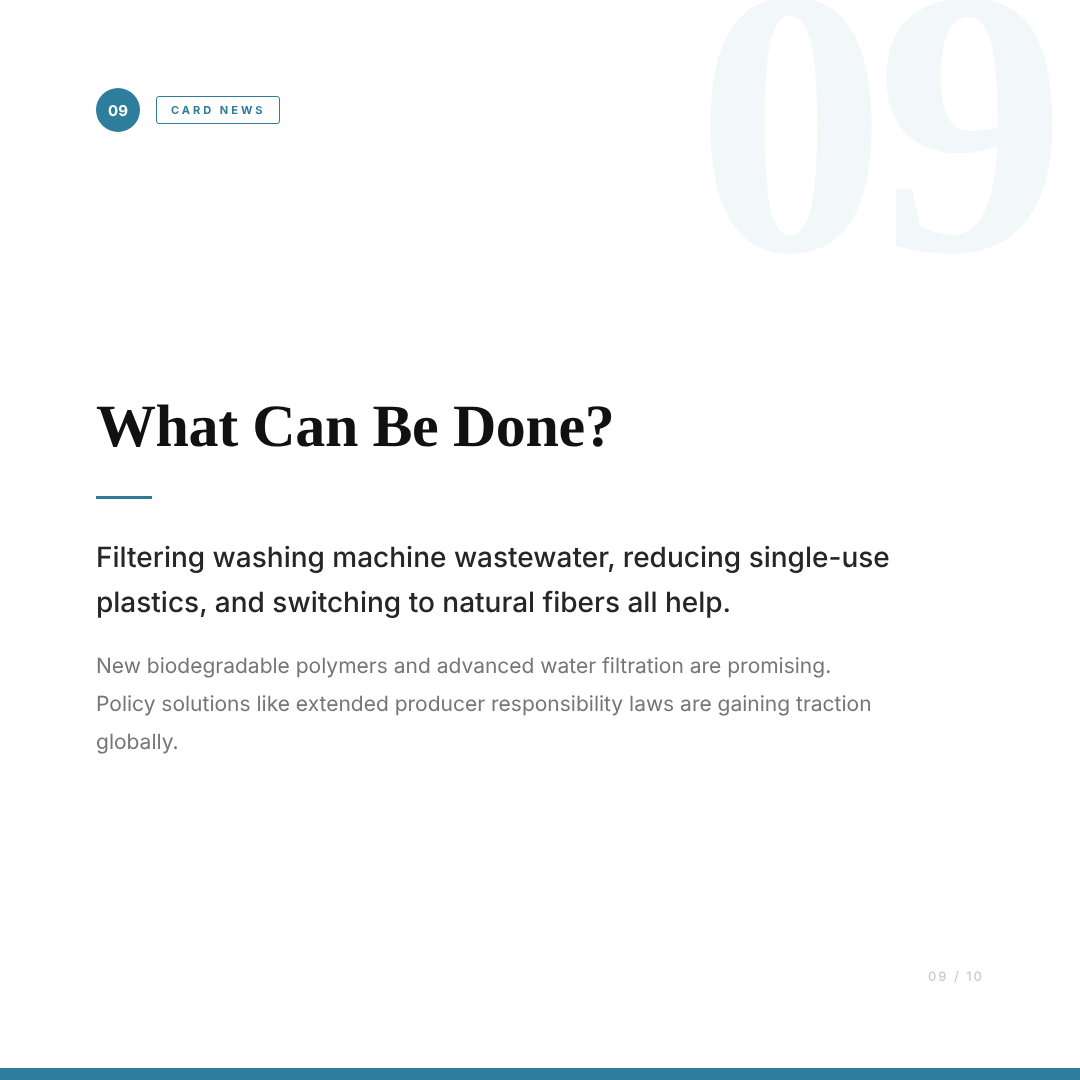 09
09
CARD NEWS
What Can Be Done?
Filtering washing machine wastewater, reducing single-use
plastics, and switching to natural fibers all help.
New biodegradable polymers and advanced water filtration are promising.
Policy solutions like extended producer responsibility laws are gaining traction
globally.
09 / 10